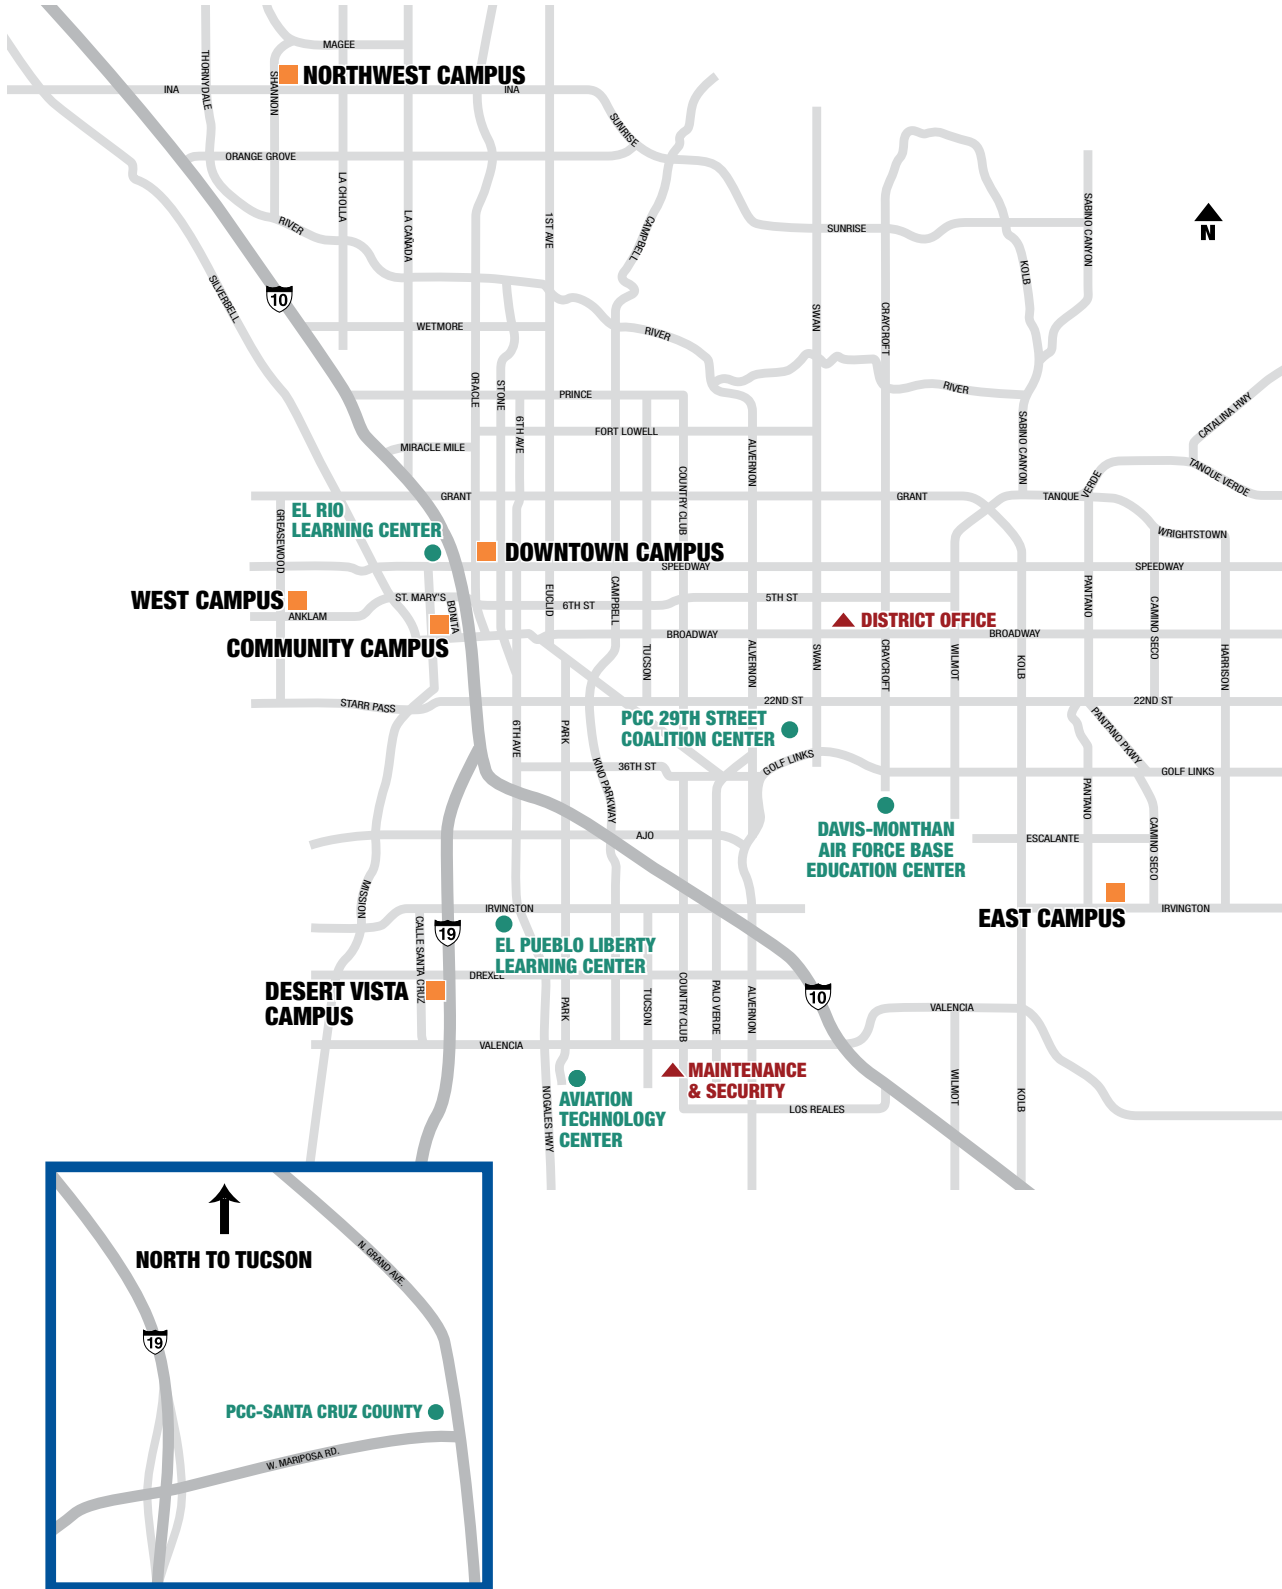 MAGEE
THORNYDALE
SHANNON
NORTHWEST CAMPUS
INA
INA
SUNRISE
ORANGE GROVE
LA CHOLLA
LA CAÑADA
1ST AVE
CAMPBELL
SABINO CANYON
RIVER
SUNRISE
N
KOLB
SILVERBELL
10
SWAN
CRAYCROFT
WETMORE
RIVER
ORACLE
STONE
PRINCE
RIVER
CATALINA HWY
6TH AVE
FORT LOWELL
ALVERNON
SABINO CANYON
MIRACLE MILE
COUNTRY CLUB
TANQUE VERDE
GRANT
GRANT
TANQUE
VERDE
EL RIO
LEARNING CENTER
GREASEWOOD
WRIGHTSTOWN
DOWNTOWN CAMPUS
SPEEDWAY
SPEEDWAY
WEST CAMPUS
ST. MARY'S
BONITA
EUCLID
CAMPBELL
6TH ST
5TH ST
PANTANO
CAMINO SECO
ANKLAM
DISTRICT OFFICE
COMMUNITY CAMPUS
BROADWAY
BROADWAY
TUCSON
ALVERNON
SWAN
CRAYCROFT
WILMOT
KOLB
HARRISON
STARR PASS
22ND ST
22ND ST
PCC 29TH STREET
COALITION CENTER
6TH AVE
PARK
PANTANO PKWY
KINO PARKWAY
36TH ST
GOLF LINKS
GOLF LINKS
PANTANO
DAVIS-MONTHAN
AIR FORCE BASE
EDUCATION CENTER
AJO
ESCALANTE
CAMINO SECO
MISSION
EAST CAMPUS
IRVINGTON
IRVINGTON
CALLE SANTA CRUZ
19
EL PUEBLO LIBERTY
LEARNING CENTER
DREXEL
DESERT VISTA
CAMPUS
PARK
TUCSON
COUNTRY CLUB
PALO VERDE
ALVERNON
10
VALENCIA
VALENCIA
MAINTENANCE
& SECURITY
AVIATION
TECHNOLOGY
CENTER
NOGALES HWY
WILMOT
KOLB
LOS REALES
NORTH TO TUCSON
N. GRAND AVE.
19
PCC-SANTA CRUZ COUNTY
W. MARIPOSA RD.